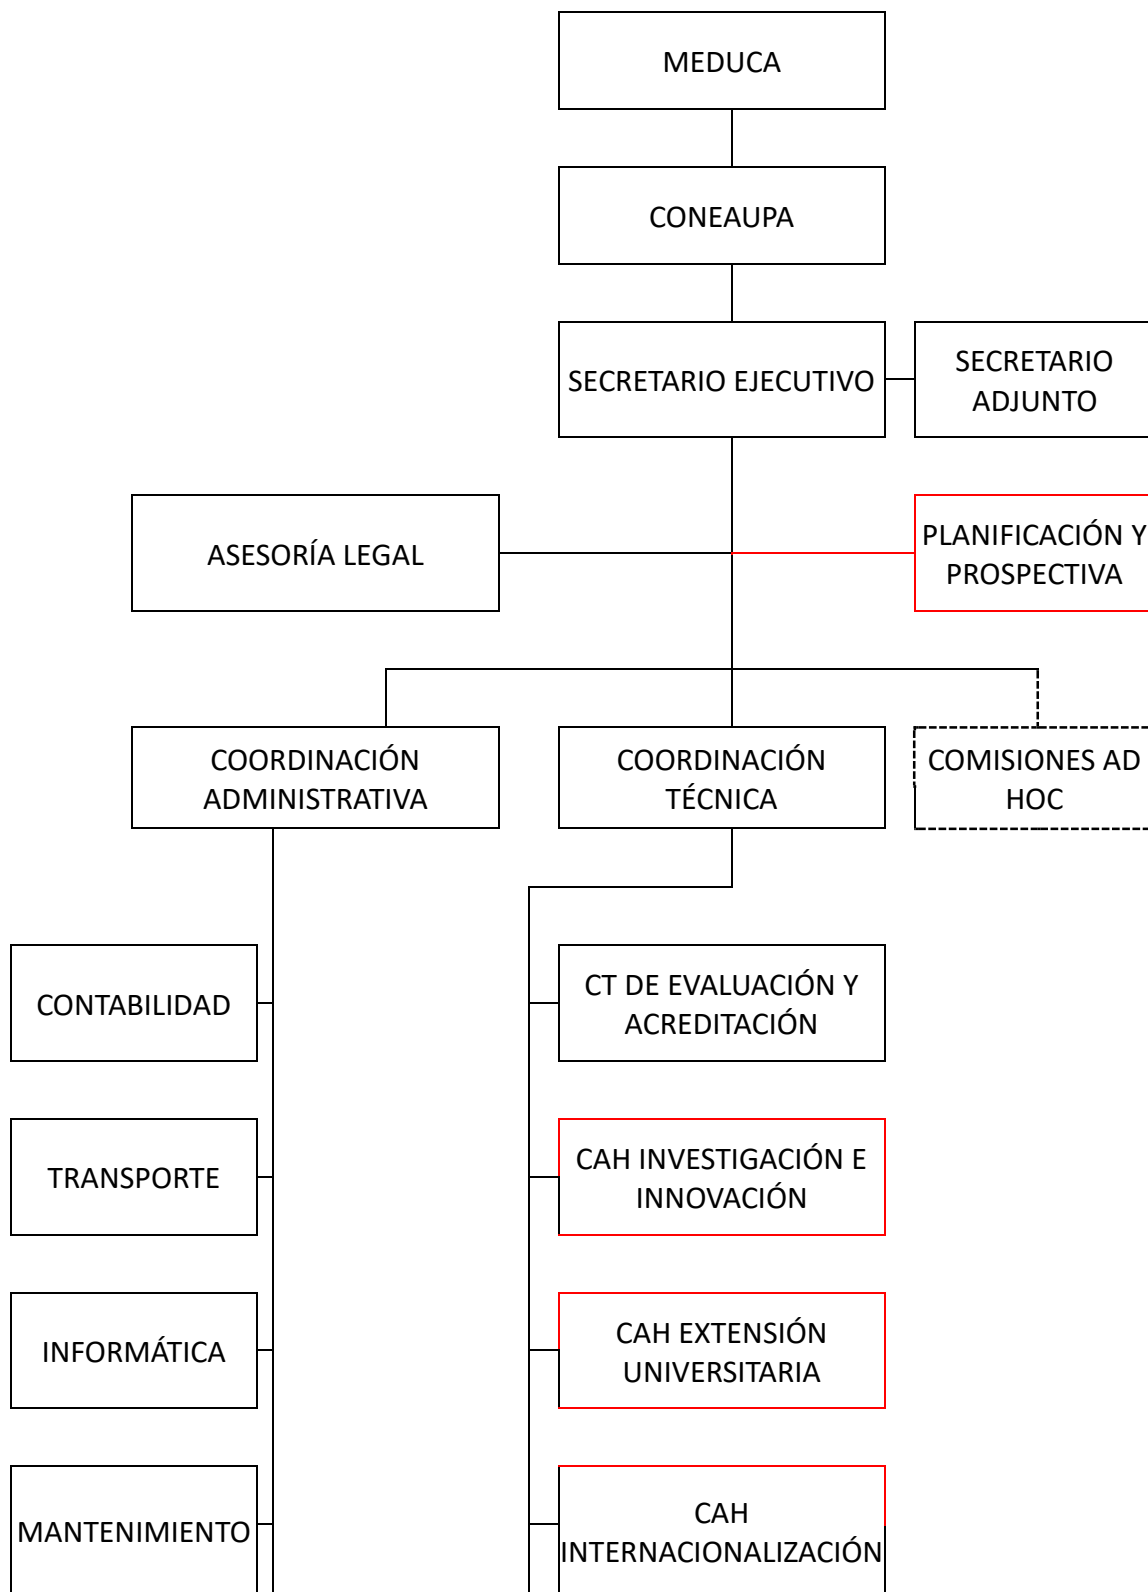 MEDUCA
CONEAUPA
SECRETARIO EJECUTIVO
SECRETARIO
ADJUNTO
ASESORÍA LEGAL
PLANIFICACIÓN Y
PROSPECTIVA
COORDINACIÓN
ADMINISTRATIVA
COORDINACIÓN
TÉCNICA
COMISIONES AD
HOC
CONTABILIDAD
CT DE EVALUACIÓN Y
ACREDITACIÓN
TRANSPORTE
CAH INVESTIGACIÓN E
INNOVACIÓN
INFORMÁTICA
CAH EXTENSIÓN
UNIVERSITARIA
MANTENIMIENTO
CAH
INTERNACIONALIZACIÓN